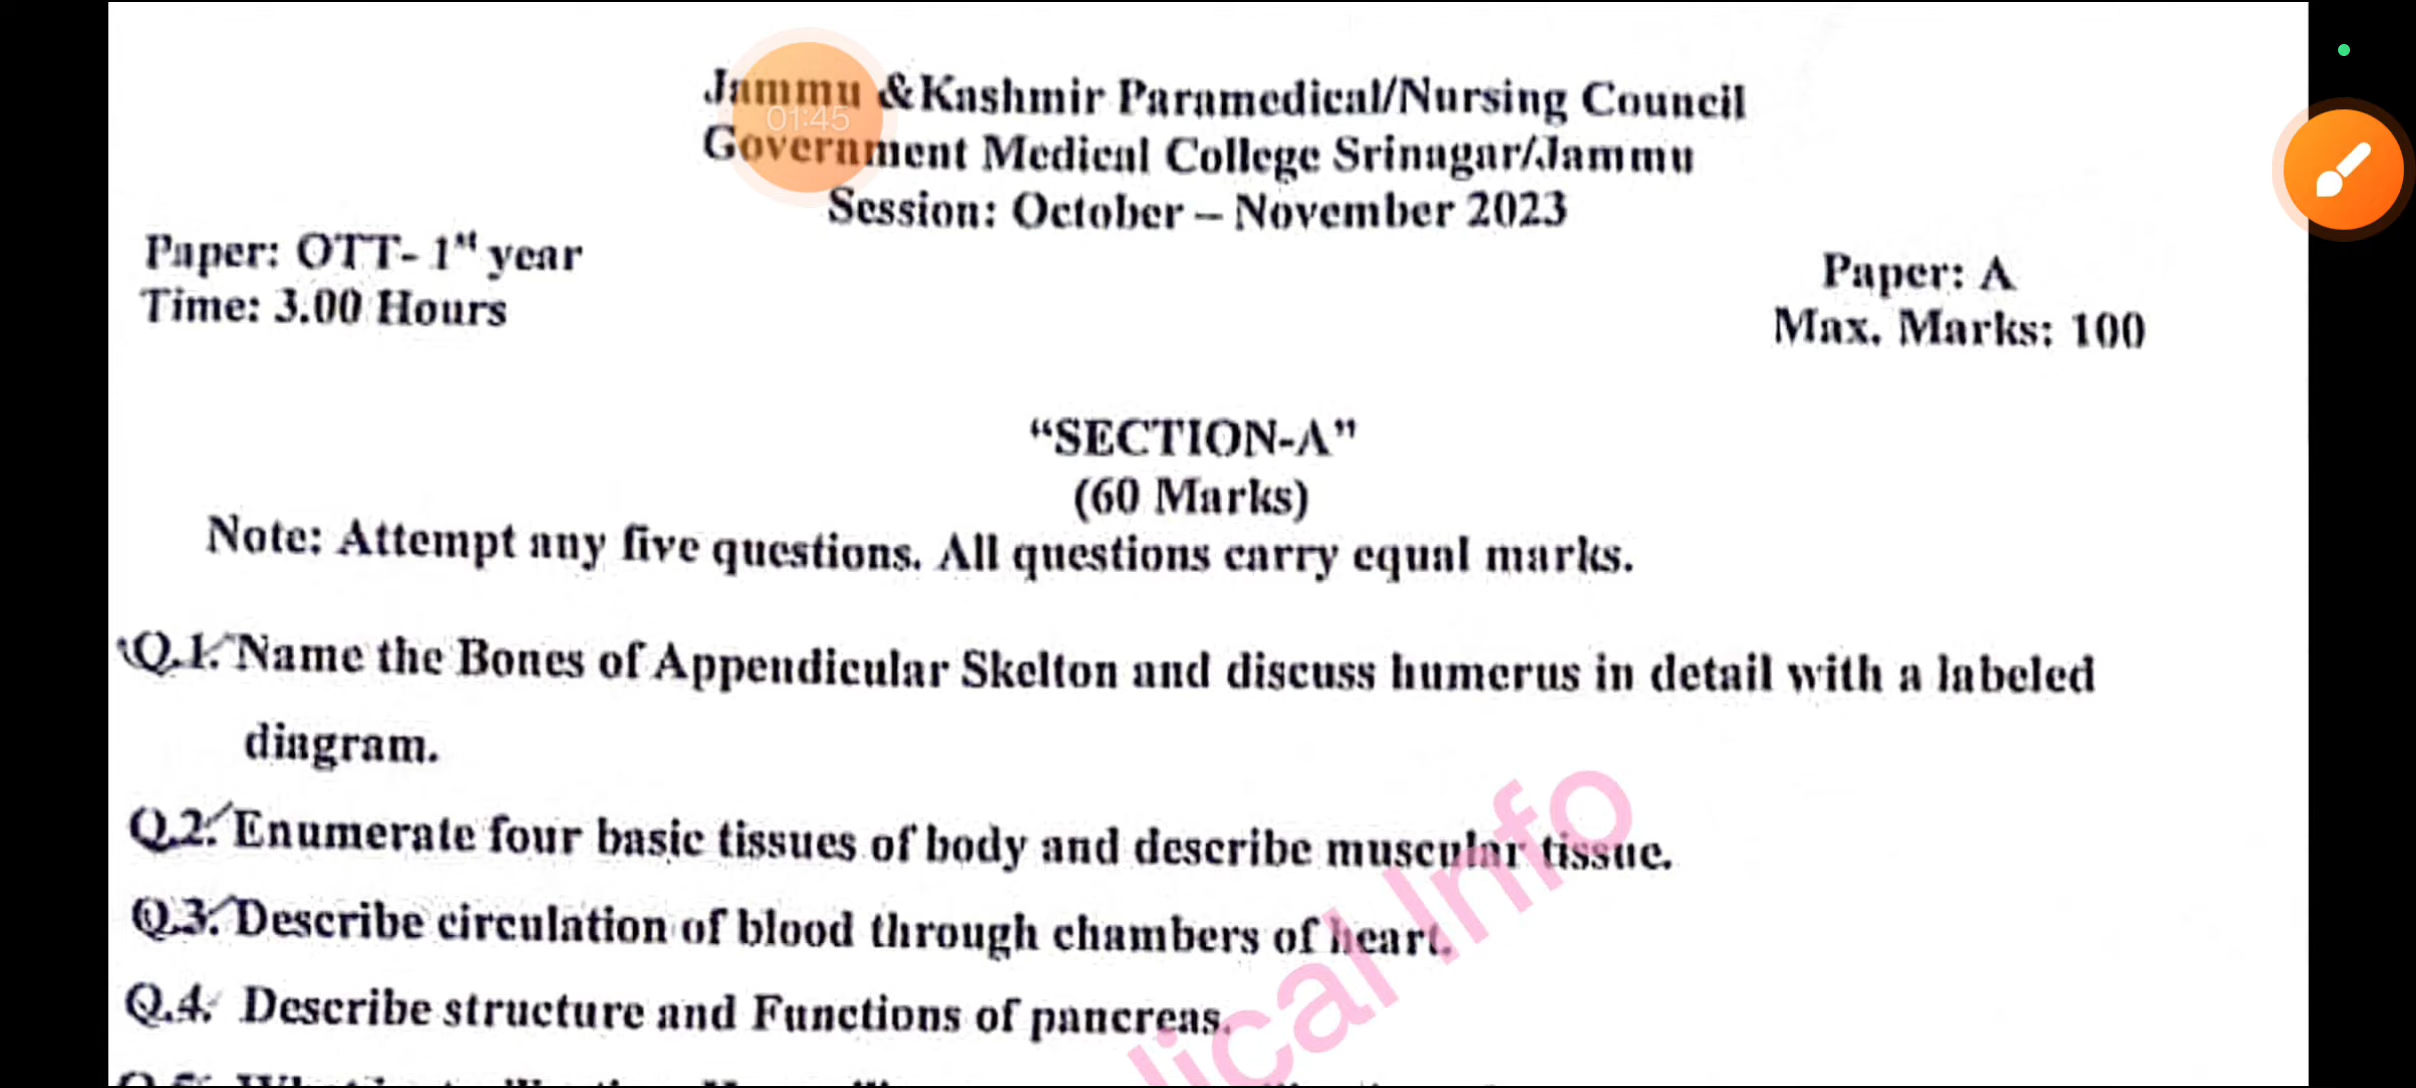 Jammu &Kashmir Paramedical/Nursing Council
01:45
Government Medical College Srinagar/Jammu
Session: October – November 2023
Paper: OTT- 1st year
Paper: A
Time: 3.00 Hours
Max. Marks: 100
“SECTION-A”
(60 Marks)
Note: Attempt any five questions. All questions carry equal marks.
Q.1. Name the Bones of Appendicular Skelton and discuss humerus in detail with a labeled
diagram.
Q.2. Enumerate four basic tissues of body and describe muscular tissue.
Q.3. Describe circulation of blood through chambers of heart.
Q.4. Describe structure and Functions of pancreas.
lical Info